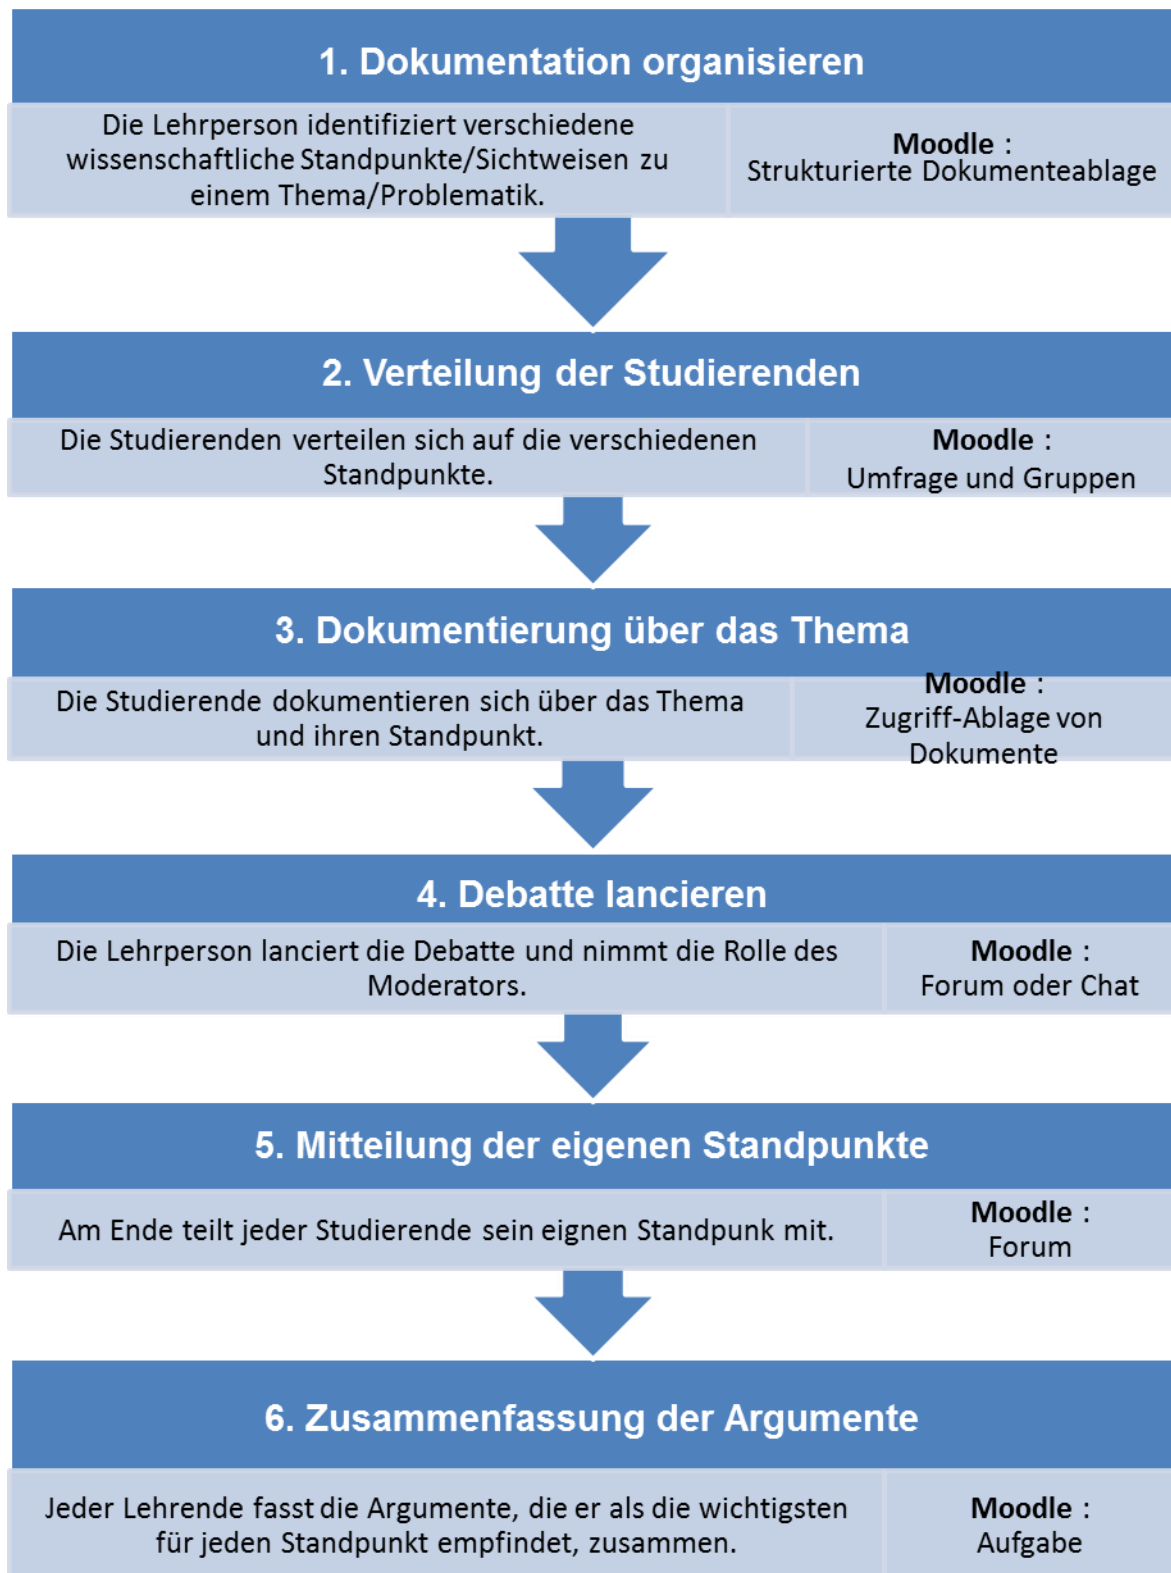 1. Dokumentation organisieren
Die Lehrperson identifiziert verschiedene
wissenschaftliche Standpunkte/Sichtweisen zu
einem Thema/Problematik.
Moodle :
Strukturierte Dokumenteablage
2. Verteilung der Studierenden
Die Studierenden verteilen sich auf die verschiedenen
Standpunkte.
Moodle :
Umfrage und Gruppen
3. Dokumentierung über das Thema
Die Studierende dokumentieren sich über das Thema
und ihren Standpunkt.
Moodle :
Zugriff-Ablage von
Dokumente
4. Debatte lancieren
Die Lehrperson lanciert die Debatte und nimmt die Rolle des
Moderators.
Moodle :
Forum oder Chat
5. Mitteilung der eigenen Standpunkte
Am Ende teilt jeder Studierende sein eignen Standpunk mit.
Moodle :
Forum
6. Zusammenfassung der Argumente
Jeder Lehrende fasst die Argumente, die er als die wichtigsten
für jeden Standpunkt empfindet, zusammen.
Moodle :
Aufgabe